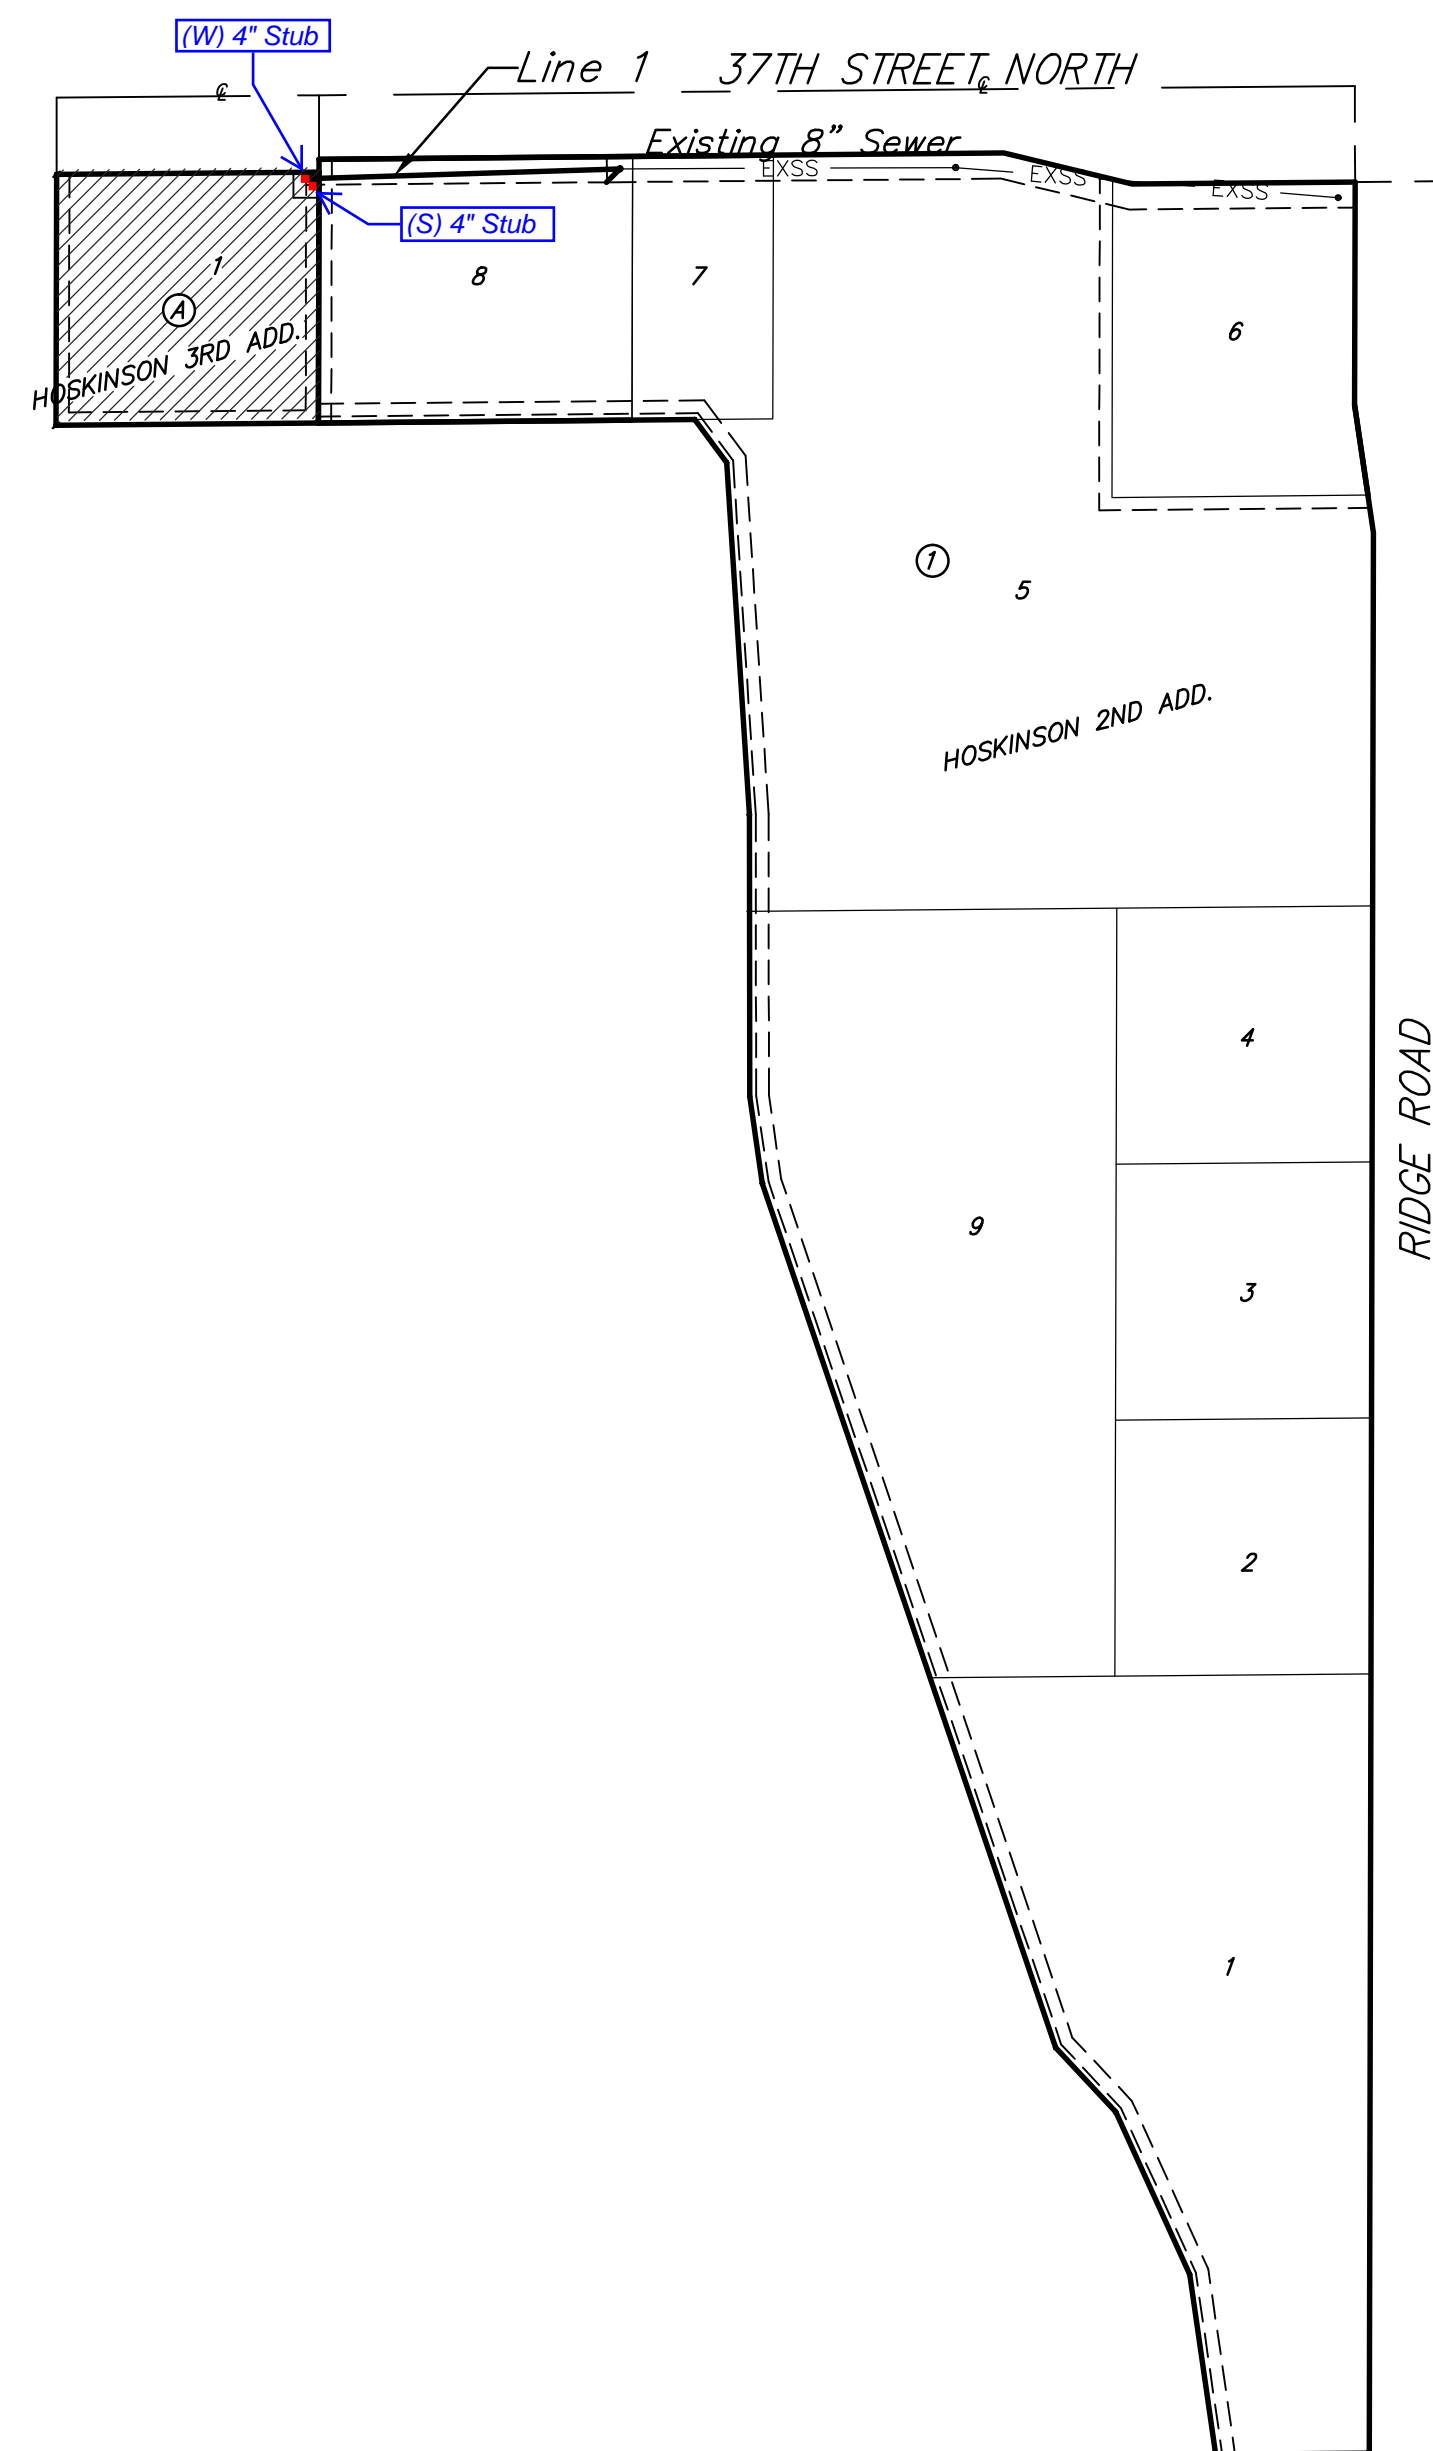 (W) 4" Stub
Line 1
37TH STREET NORTH
℄
℄
Existing 8" Sewer
EXSS
EXSS
EXSS
(S) 4" Stub
1
8
7
6
A
HOSKINSON 3RD ADD.
1
5
HOSKINSON 2ND ADD.
4
RIDGE ROAD
9
3
2
1